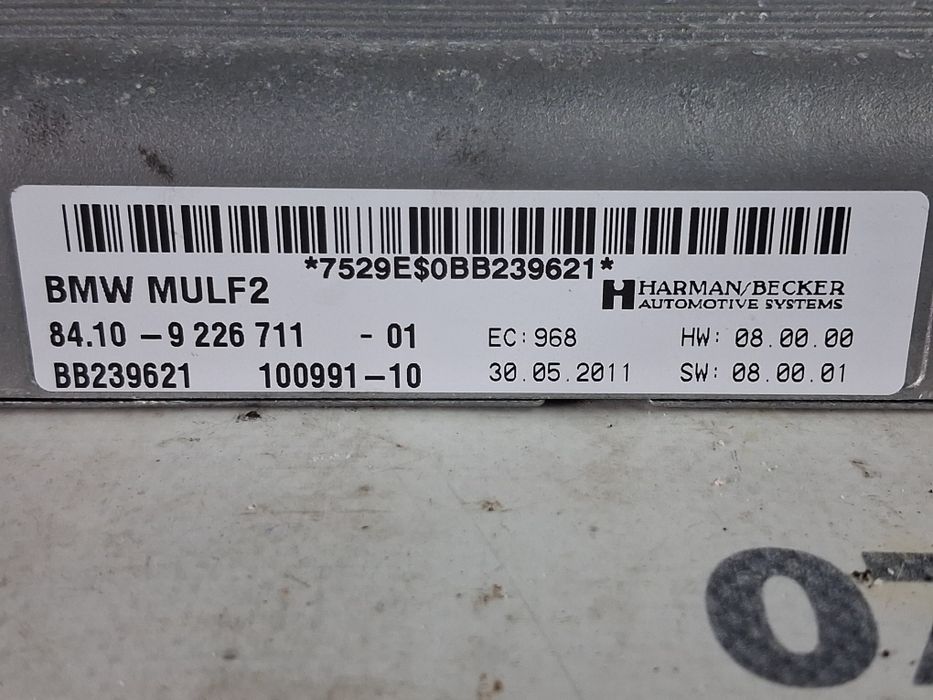 *7529E$0BB239621*
BMW MULF2
HARMAN/BECKER
AUTOMOTIVE SYSTEMS
84.10 – 9 226 711 - 01 EC: 968 HW: 08.00.00
BB239621 100991–10 30.05.2011 SW: 08.00.01